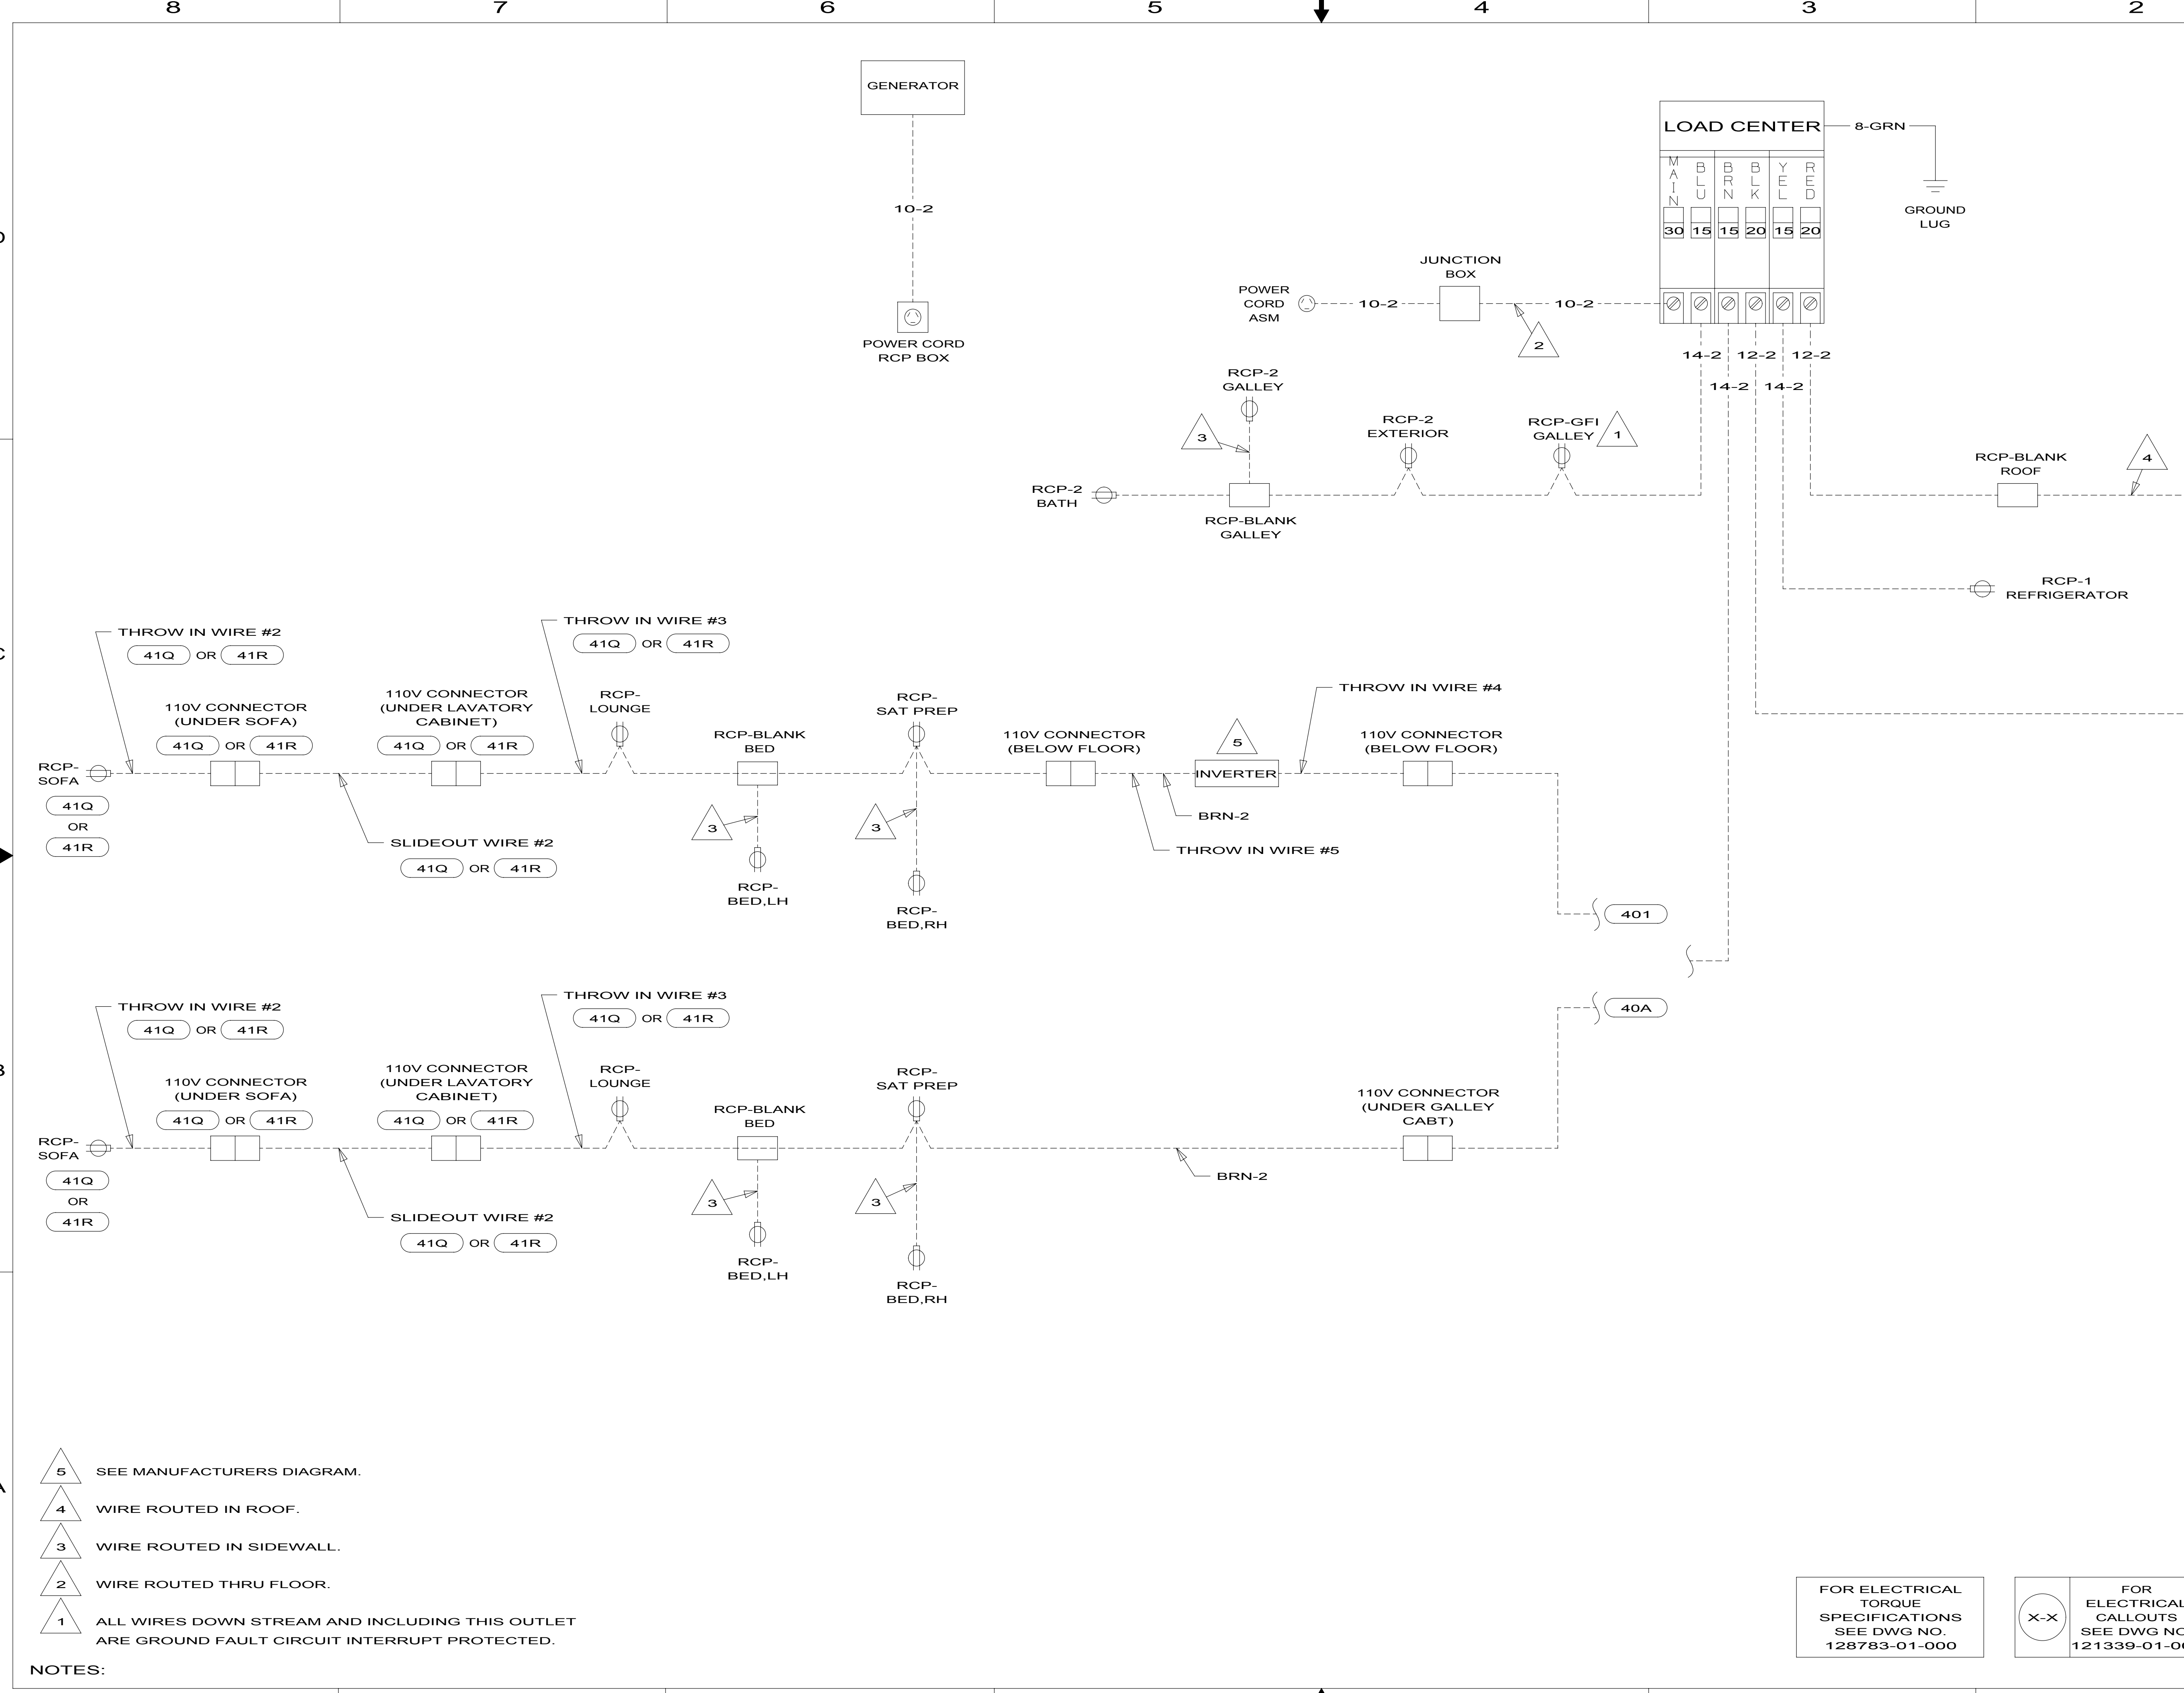 8
7
6
5
4
3
2
GENERATOR
10-2
POWER CORD
RCP BOX
LOAD CENTER
8-GRN
GROUND
LUG
MAIN
BLU
BRN
BLK
YEL
RED
30
15
15
20
15
20
JUNCTION
BOX
POWER
CORD
ASM
10-2
10-2
2
14-2
12-2
12-2
14-2
14-2
RCP-2
GALLEY
3
RCP-2
EXTERIOR
RCP-GFI
GALLEY
1
RCP-2
BATH
RCP-BLANK
GALLEY
RCP-BLANK
ROOF
4
RCP-1
REFRIGERATOR
THROW IN WIRE #2
41Q OR 41R
THROW IN WIRE #3
41Q OR 41R
110V CONNECTOR
(UNDER SOFA)
41Q OR 41R
110V CONNECTOR
(UNDER LAVATORY
CABINET)
41Q OR 41R
RCP-
LOUNGE
RCP-BLANK
BED
RCP-
SAT PREP
110V CONNECTOR
(BELOW FLOOR)
5
INVERTER
THROW IN WIRE #4
110V CONNECTOR
(BELOW FLOOR)
RCP-
SOFA
41Q
OR
41R
SLIDEOUT WIRE #2
41Q OR 41R
3
RCP-
BED,LH
3
RCP-
BED,RH
BRN-2
THROW IN WIRE #5
401
40A
THROW IN WIRE #2
41Q OR 41R
THROW IN WIRE #3
41Q OR 41R
110V CONNECTOR
(UNDER SOFA)
41Q OR 41R
110V CONNECTOR
(UNDER LAVATORY
CABINET)
41Q OR 41R
RCP-
LOUNGE
RCP-BLANK
BED
RCP-
SAT PREP
110V CONNECTOR
(UNDER GALLEY
CABT)
RCP-
SOFA
41Q
OR
41R
SLIDEOUT WIRE #2
41Q OR 41R
3
RCP-
BED,LH
3
RCP-
BED,RH
BRN-2
5 SEE MANUFACTURERS DIAGRAM.
4 WIRE ROUTED IN ROOF.
3 WIRE ROUTED IN SIDEWALL.
2 WIRE ROUTED THRU FLOOR.
1 ALL WIRES DOWN STREAM AND INCLUDING THIS OUTLET
ARE GROUND FAULT CIRCUIT INTERRUPT PROTECTED.
NOTES:
FOR ELECTRICAL
TORQUE
SPECIFICATIONS
SEE DWG NO.
128783-01-000
X-X
FOR
ELECTRICAL
CALLOUTS
SEE DWG